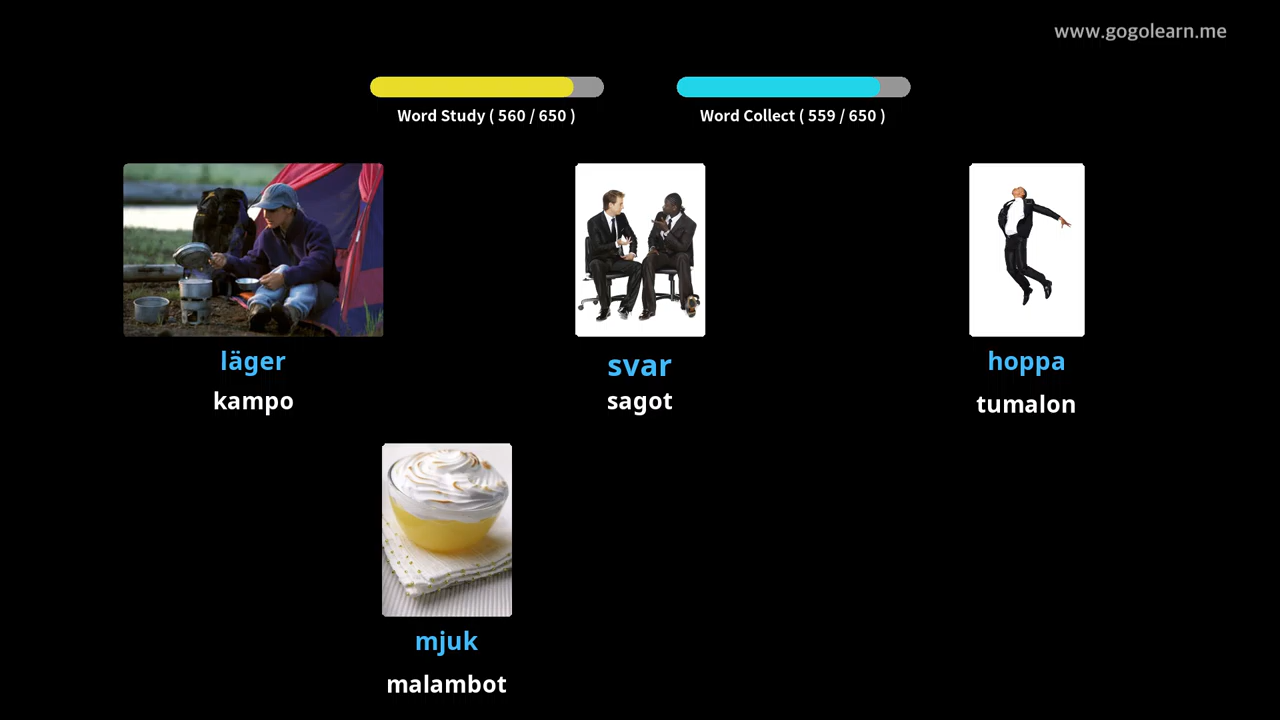 www.gogolearn.me
Word Study ( 560 / 650 )
Word Collect ( 559 / 650 )
läger
kampo
svar
sagot
hoppa
tumalon
mjuk
malambot